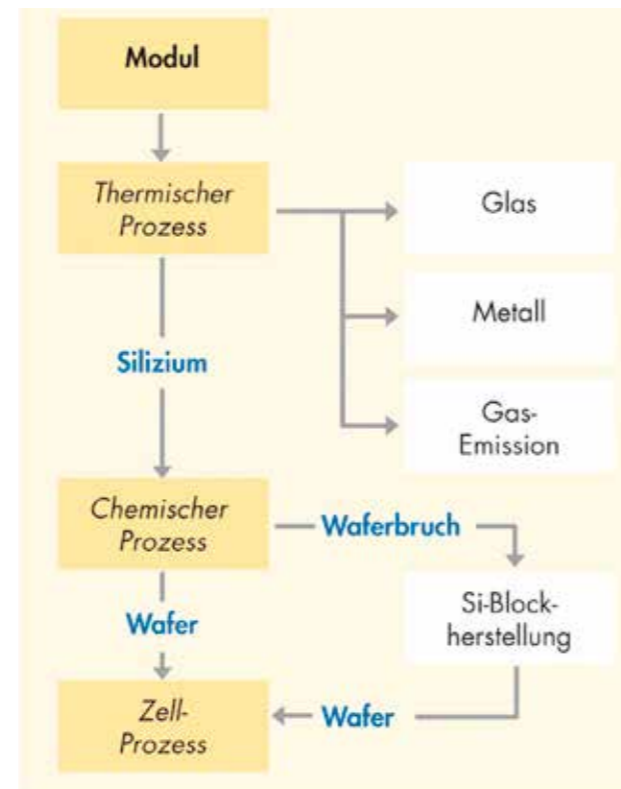 Modul
Thermischer
Prozess
Glas
Metall
Silizium
Gas-
Emission
Chemischer
Prozess
Waferbruch
Si-Block-
herstellung
Wafer
Zell-
Prozess
Wafer